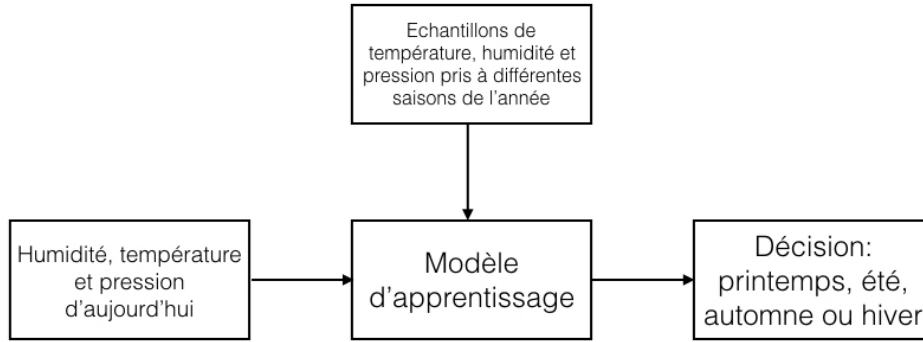 Echantillons de
température, humidité et
pression pris à différentes
saisons de l'année
Humidité, température
et pression
d'aujourd'hui
Modèle
d'apprentissage
Décision:
printemps, été,
automne ou hiver